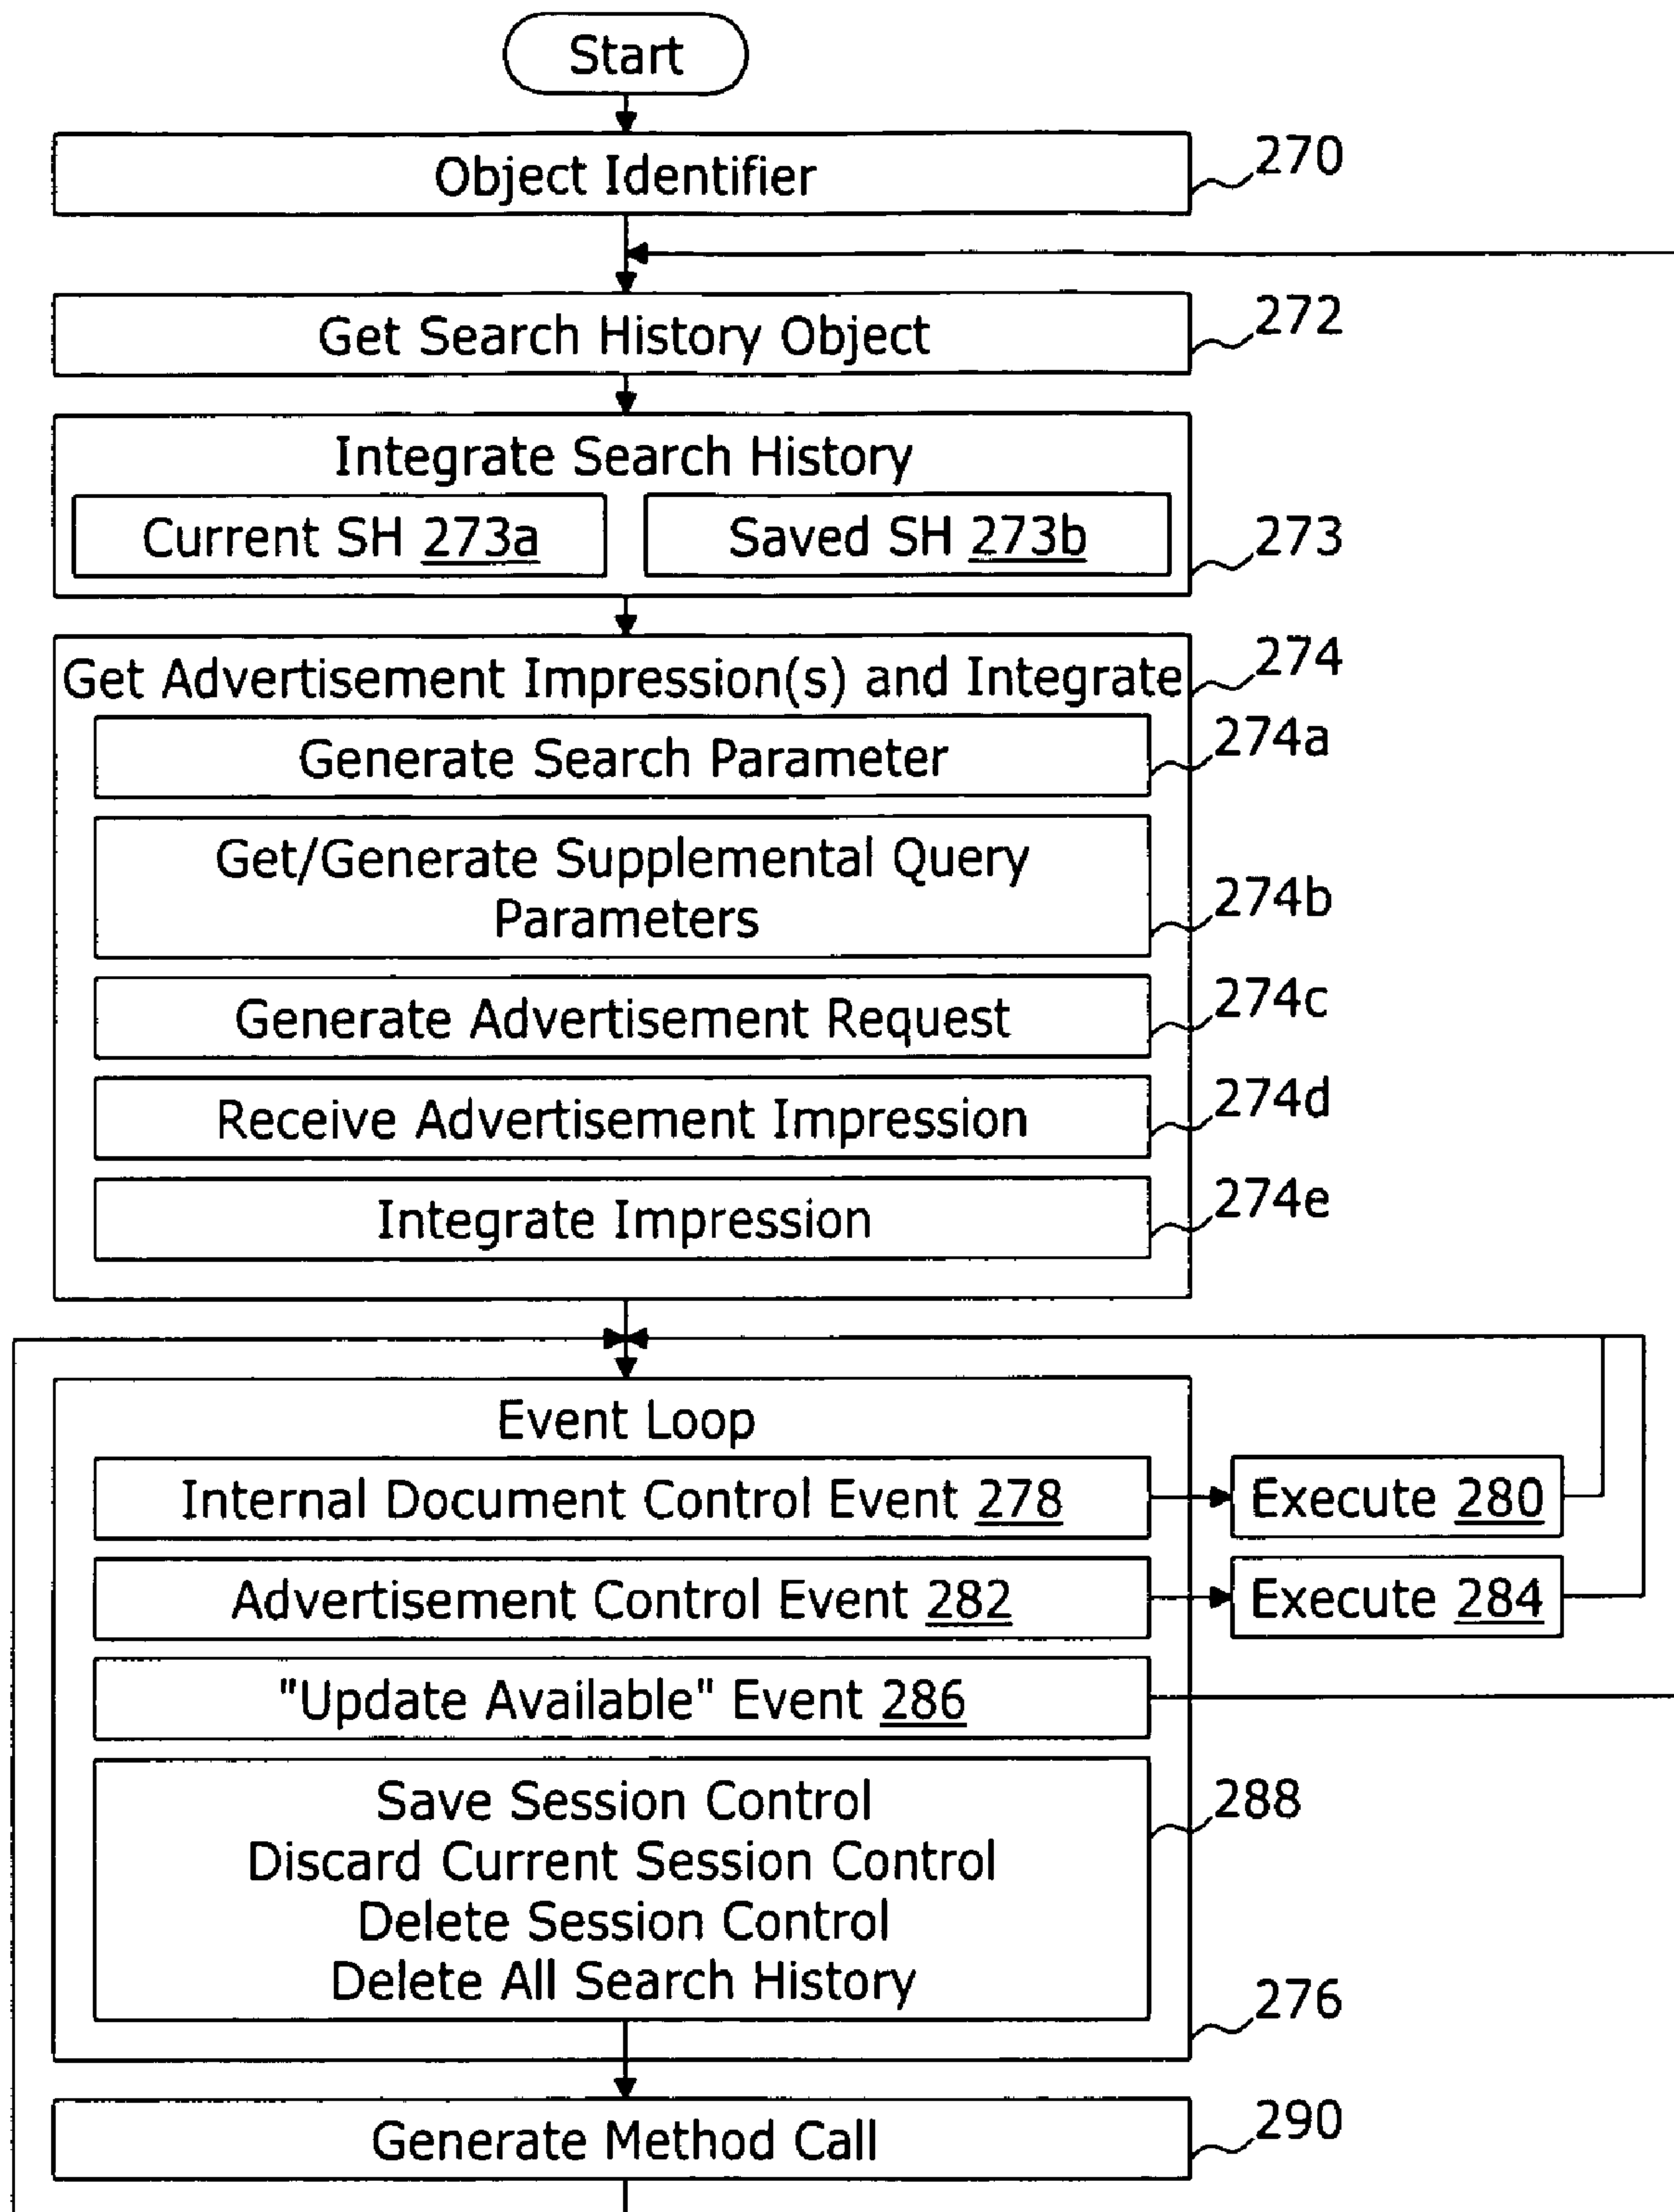 Start
Object Identifier
270
Get Search History Object
272
Integrate Search History
Current SH 273a
Saved SH 273b
273
Get Advertisement Impression(s) and Integrate
274
Generate Search Parameter
274a
Get/Generate Supplemental Query
Parameters
274b
Generate Advertisement Request
274c
Receive Advertisement Impression
274d
Integrate Impression
274e
Event Loop
Internal Document Control Event 278
Execute 280
Advertisement Control Event 282
Execute 284
"Update Available" Event 286
Save Session Control
Discard Current Session Control
Delete Session Control
Delete All Search History
288
276
Generate Method Call
290